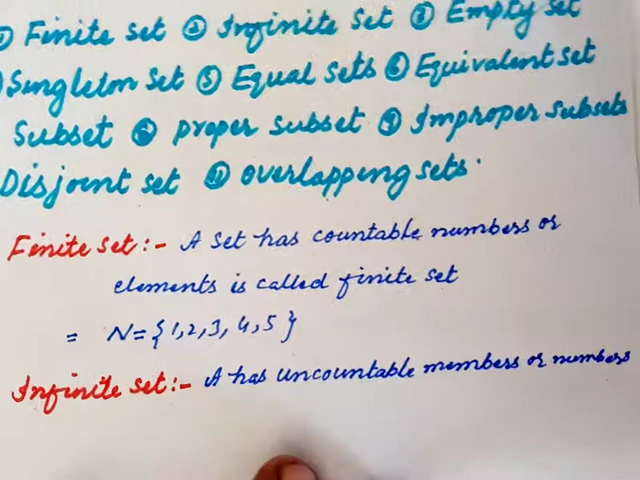 ① Finite set ② Infinite set ③ Empty set
Singleton set ⑤ Equal sets ⑥ Equivalent set
Subset ⑧ proper subset ⑨ Improper subsets
Disjoint set ⑪ overlapping sets.
Finite set :- A set has countable numbers or
elements is called finite set
= N={1,2,3,4,5}
Infinite set :- A has uncountable members or numbers